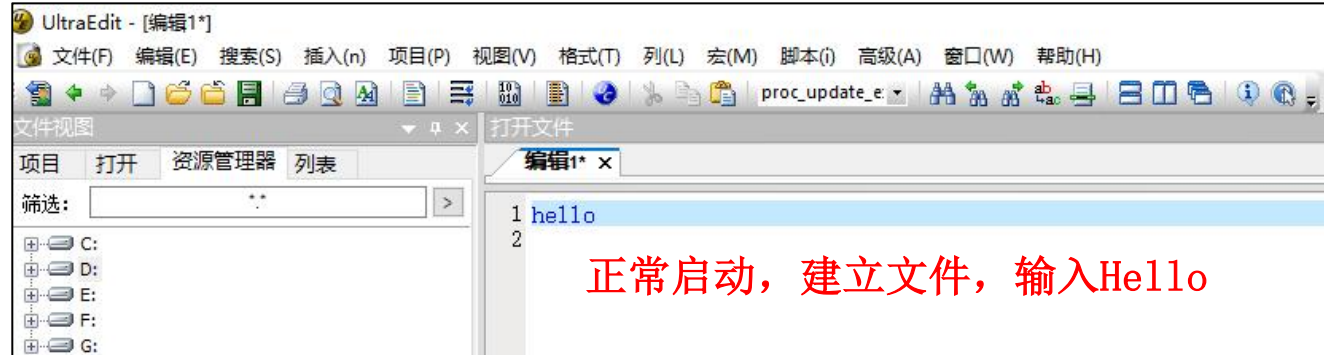 UltraEdit - [编辑1*]
文件(F) 编辑(E) 搜索(S) 插入(n) 项目(P) 视图(V) 格式(T) 列(L) 宏(M) 脚本(i) 高级(A) 窗口(W) 帮助(H)
proc_update_e
文件视图
打开文件
项目 打开 资源管理器 列表
编辑1*
筛选: *.*
1 hello
2
C:
D:
E:
F:
G:
正常启动，建立文件，输入Hello